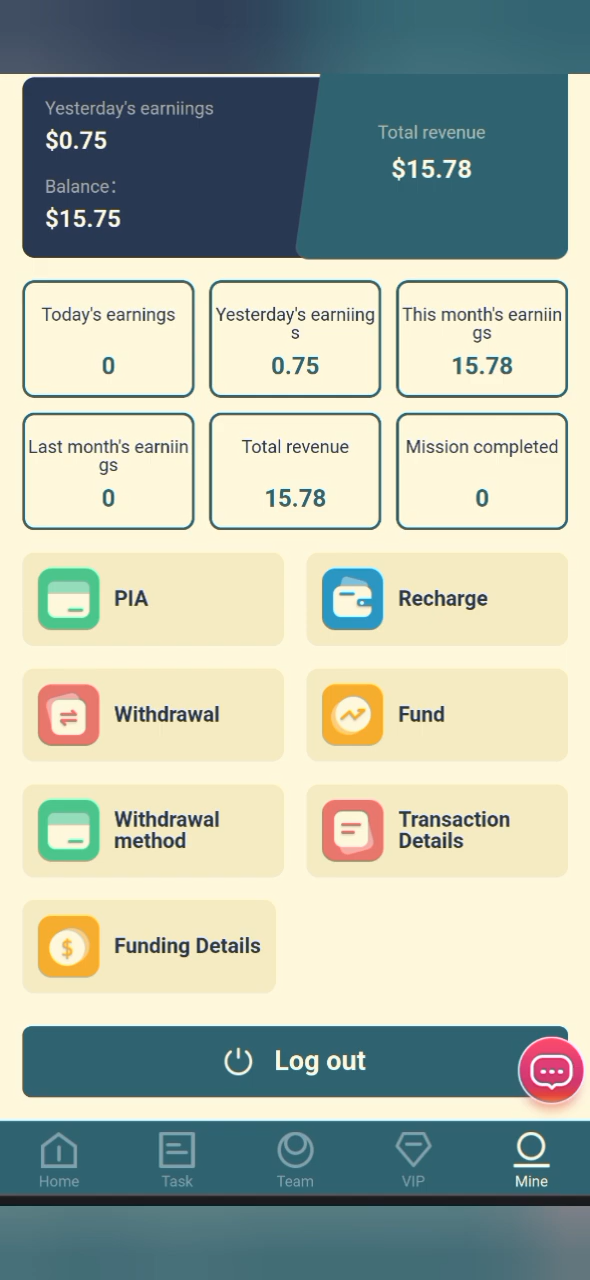 Yesterday's earniings
$0.75
Balance：
$15.75
Total revenue
$15.78
Today's earnings
0
Yesterday's earniing
s
0.75
This month's earniin
gs
15.78
Last month's earniin
gs
0
Total revenue
15.78
Mission completed
0
PIA
Recharge
Withdrawal
Fund
Withdrawal
method
Transaction
Details
Funding Details
Log out
Home
Task
Team
VIP
Mine